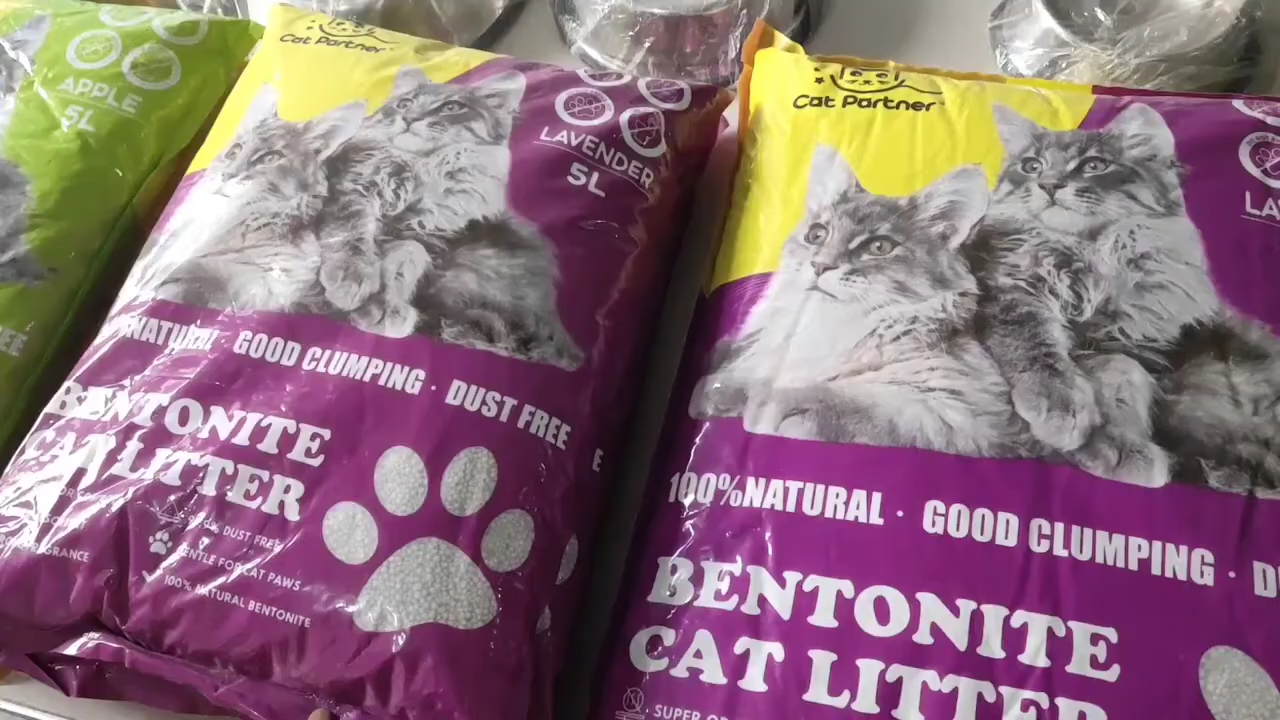 APPLE
5L
Cat Partner
LAVENDER
5L
NATURAL · GOOD CLUMPING · DUST FREE
BENTONITE
CAT LITTER
DUST FREE
GENTLE FOR CAT PAWS
100% NATURAL BENTONITE
Cat Partner
100%NATURAL · GOOD CLUMPING ·
BENTONITE
CAT LITTER
SUPER